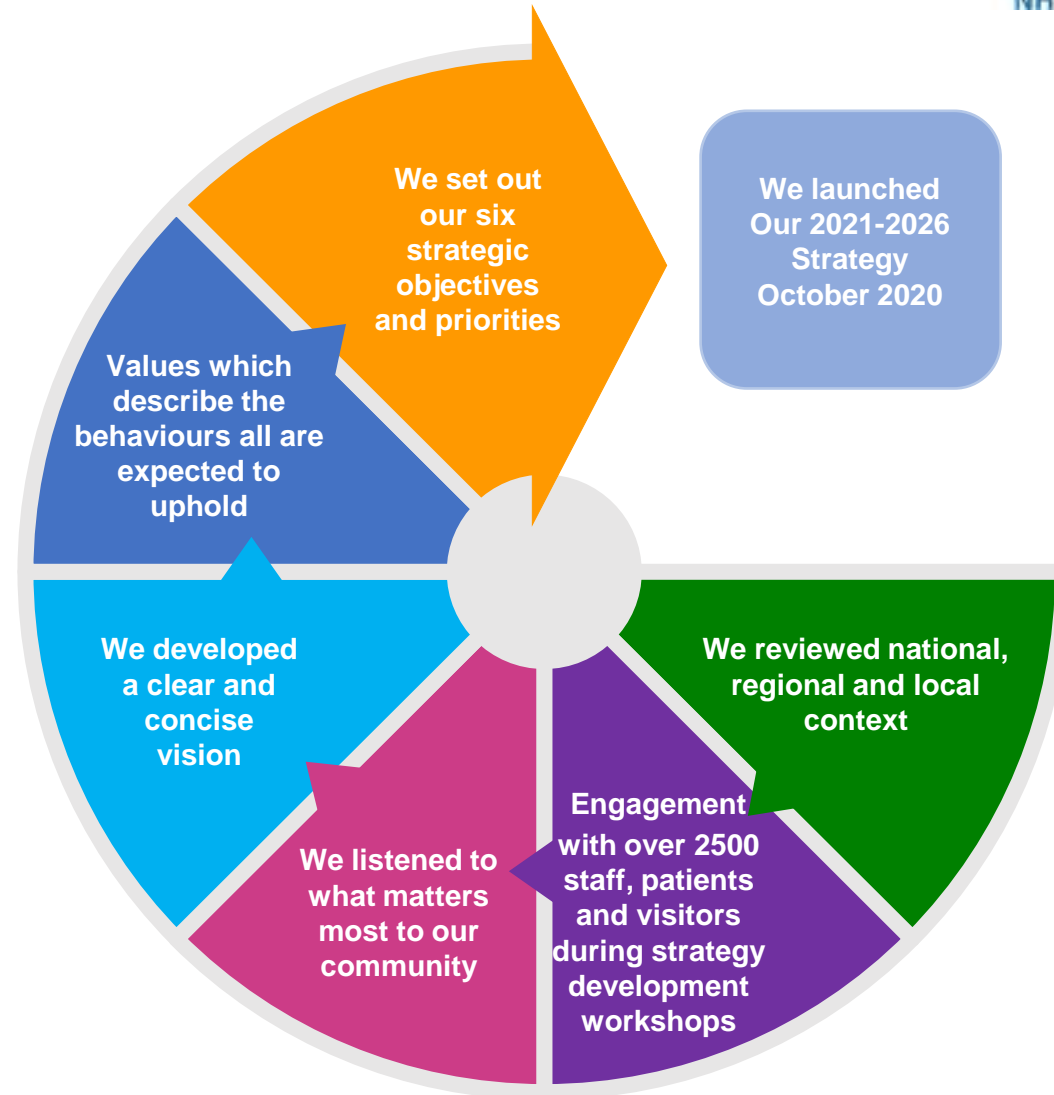 We set out
our six
strategic
objectives
and priorities
We launched
Our 2021-2026
Strategy
October 2020
Values which
describe the
behaviours all are
expected to
uphold
We developed
a clear and
concise
vision
We reviewed national,
regional and local
context
Engagement
with over 2500
staff, patients
and visitors
during strategy
development
workshops
We listened to
what matters
most to our
community